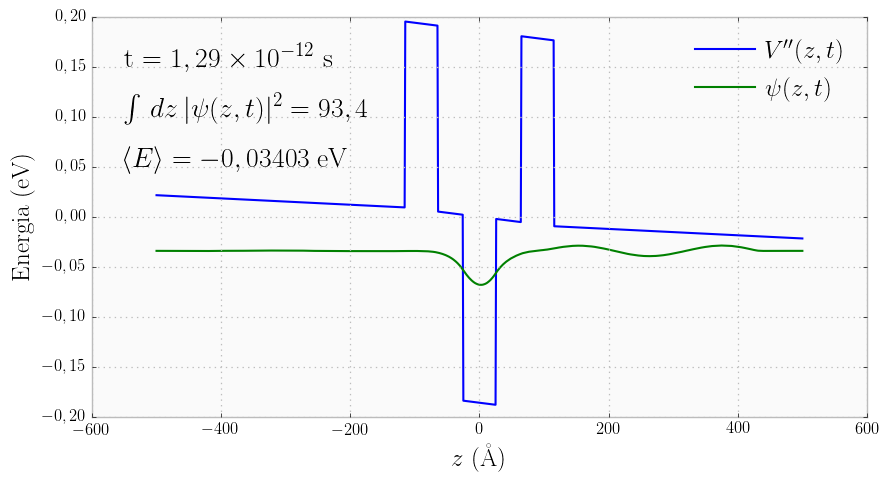 0,20
0,15
0,10
0,05
0,00
−0,05
−0,10
−0,15
−0,20
Energia (eV)
t = 1,29 × 10⁻¹² s
∫ dz |ψ(z,t)|² = 93,4
⟨E⟩ = −0,03403 eV
V′′(z,t)
ψ(z,t)
−600 −400 −200 0 200 400 600
z (Å)